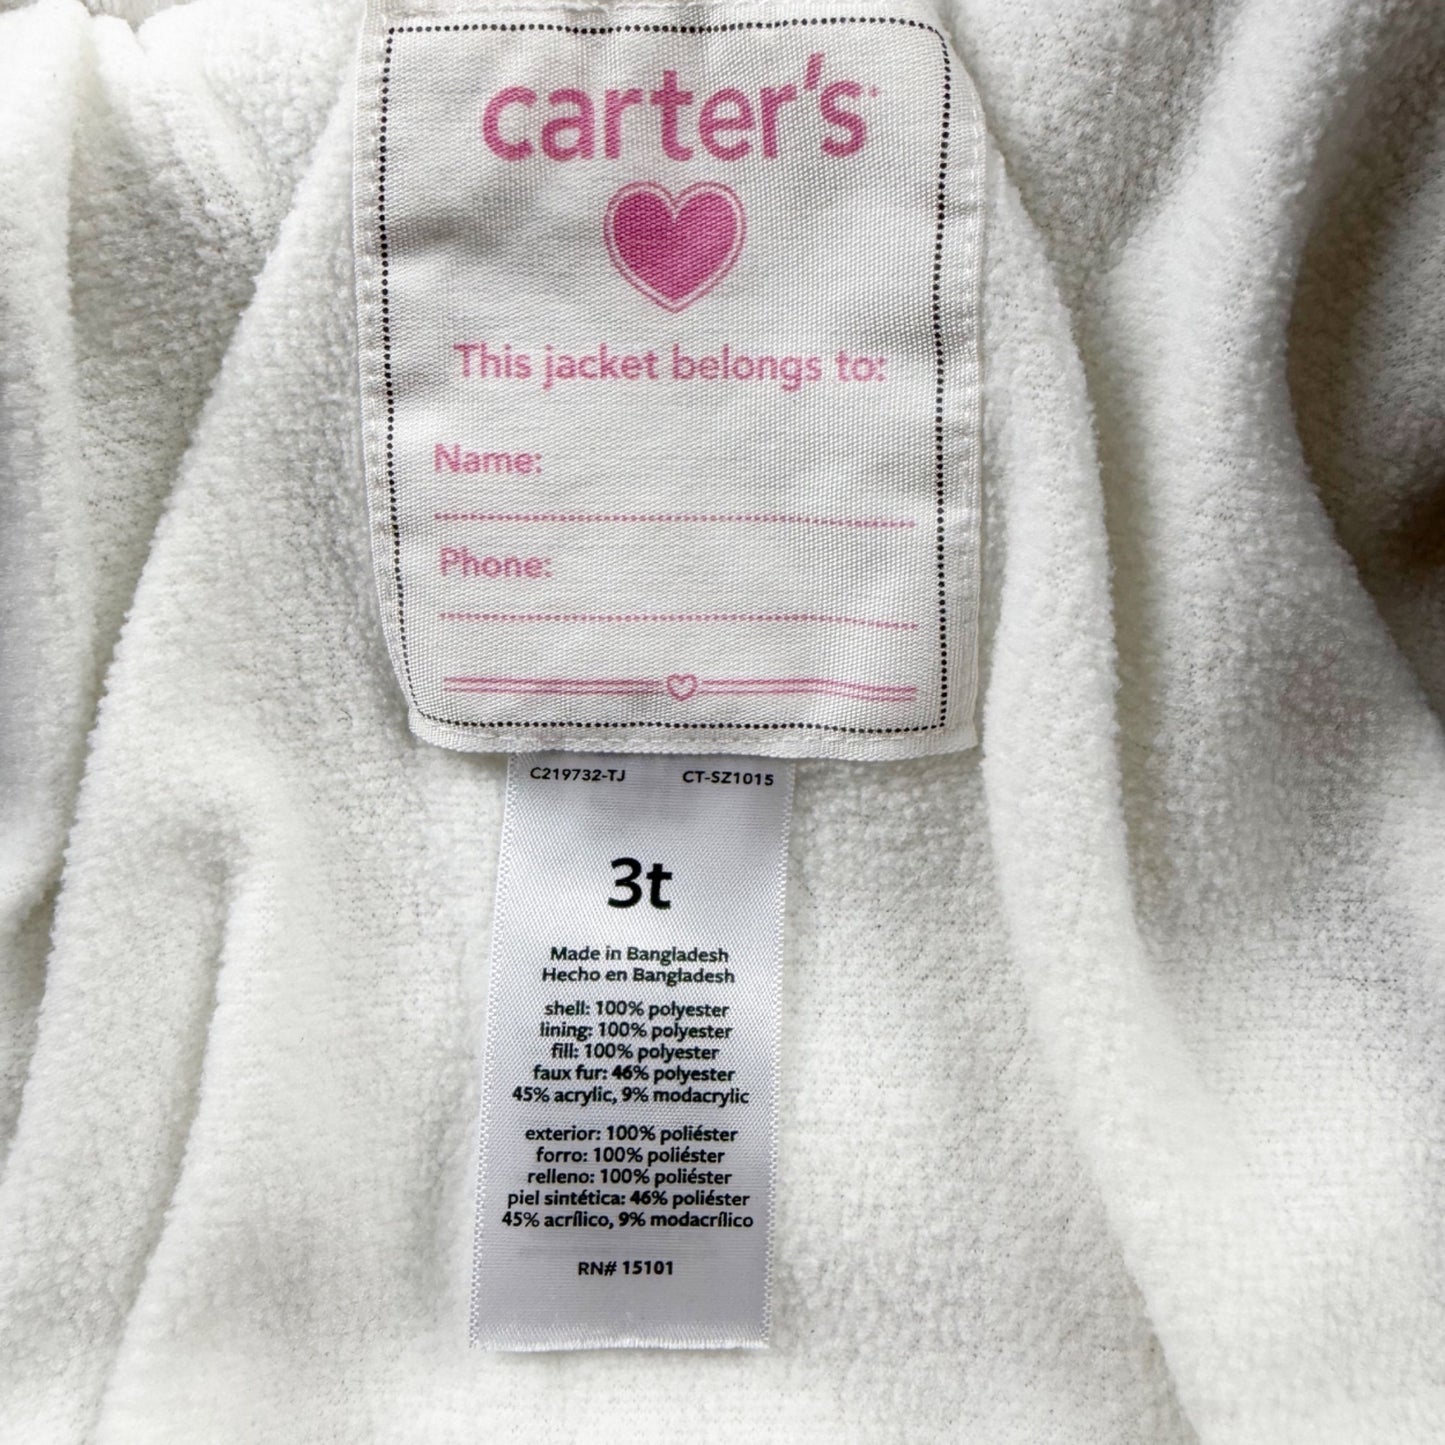 carter's
This jacket belongs to:
Name:
Phone:
C219732-TJ CT-SZ1015
3t
Made in Bangladesh
Hecho en Bangladesh
shell: 100% polyester
lining: 100% polyester
fill: 100% polyester
faux fur: 46% polyester
45% acrylic, 9% modacrylic
exterior: 100% poliéster
forro: 100% poliéster
relleno: 100% poliéster
piel sintética: 46% poliéster
45% acrílico, 9% modacrílico
RN# 15101